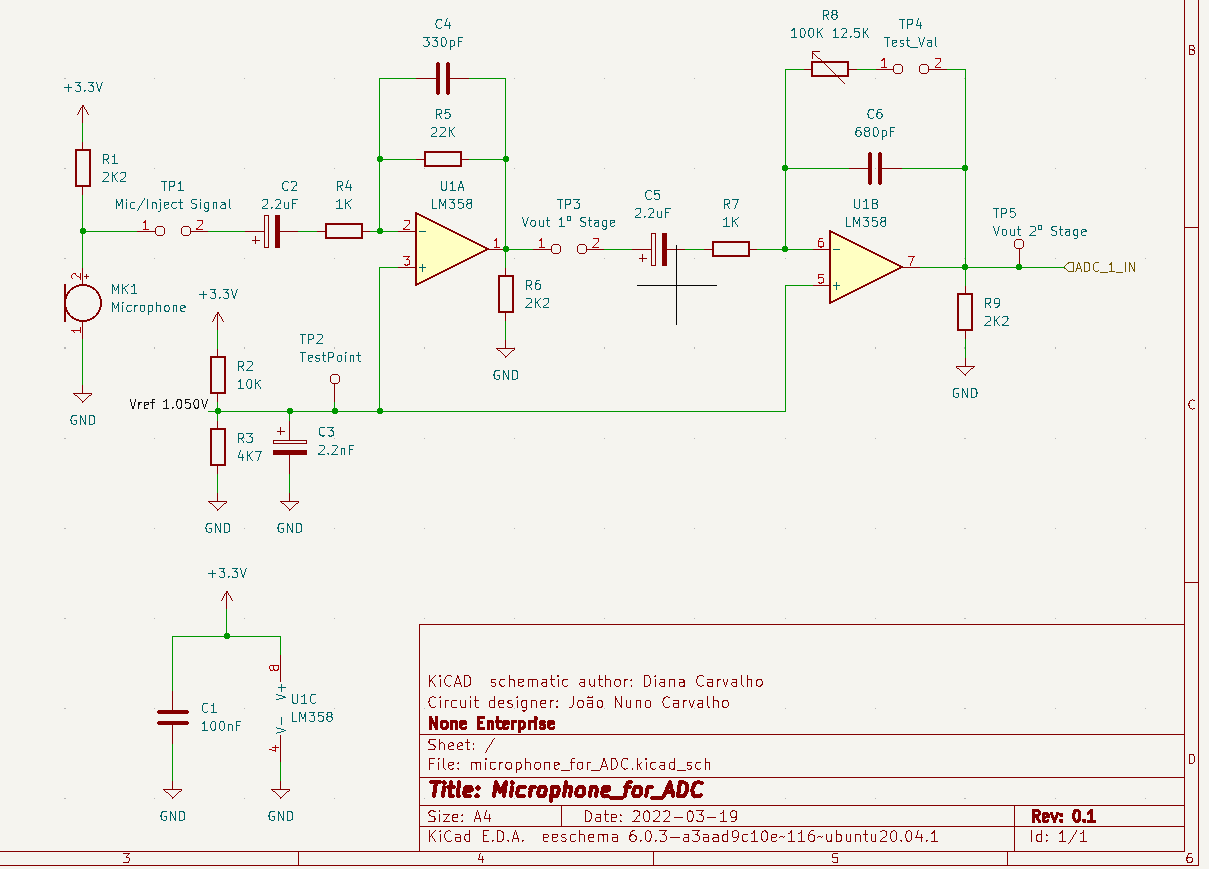 C4
330pF
R8
100K 12.5K
TP4
Test_Val
1
2
B
+3.3V
R1
2K2
R5
22K
C6
680pF
TP1
Mic/Inject Signal
1
2
C2
2.2uF
+
R4
1K
U1A
LM358
2
−
3
+
1
TP3
Vout 1º Stage
1
2
C5
2.2uF
+
R7
1K
U1B
LM358
6
−
5
+
7
TP5
Vout 2º Stage
ADC_1_IN
2
+
MK1
Microphone
1
GND
+3.3V
R6
2K2
GND
R9
2K2
GND
R2
10K
TP2
TestPoint
Vref 1.050V
C
R3
4K7
+
C3
2.2nF
GND
GND
+3.3V
C1
100nF
8
V+
U1C
LM358
V−
4
GND
GND
KiCAD schematic author: Diana Carvalho
Circuit designer: João Nuno Carvalho
None Enterprise
Sheet: /
File: microphone_for_ADC.kicad_sch
D
Title: Microphone_for_ADC
Size: A4
Date: 2022-03-19
Rev: 0.1
KiCad E.D.A. eeschema 6.0.3-a3aad9c10e~116~ubuntu20.04.1
Id: 1/1
3
4
5
6